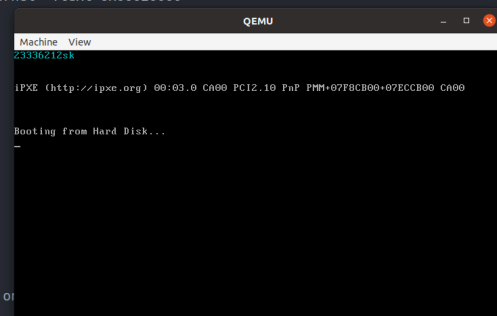 QEMU
Machine View
23336212sk
iPXE (http://ipxe.org) 00:03.0 CA00 PCI2.10 PnP PMM+07F8CB00+07ECCB00 CA00
Booting from Hard Disk...